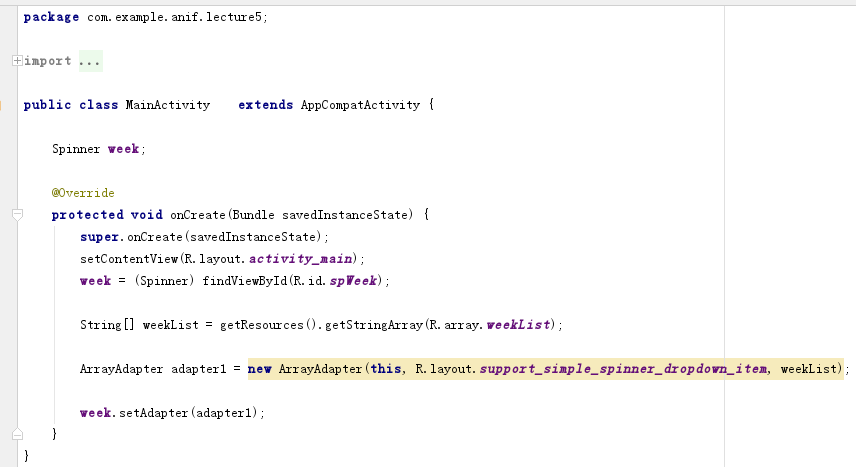 package com.example.anif.lecture5;
import ...
public class MainActivity extends AppCompatActivity {
Spinner week;
@Override
protected void onCreate(Bundle savedInstanceState) {
super.onCreate(savedInstanceState);
setContentView(R.layout.activity_main);
week = (Spinner) findViewById(R.id.spWeek);
String[] weekList = getResources().getStringArray(R.array.weekList);
ArrayAdapter adapter1 = new ArrayAdapter(this, R.layout.support_simple_spinner_dropdown_item, weekList);
week.setAdapter(adapter1);
}
}